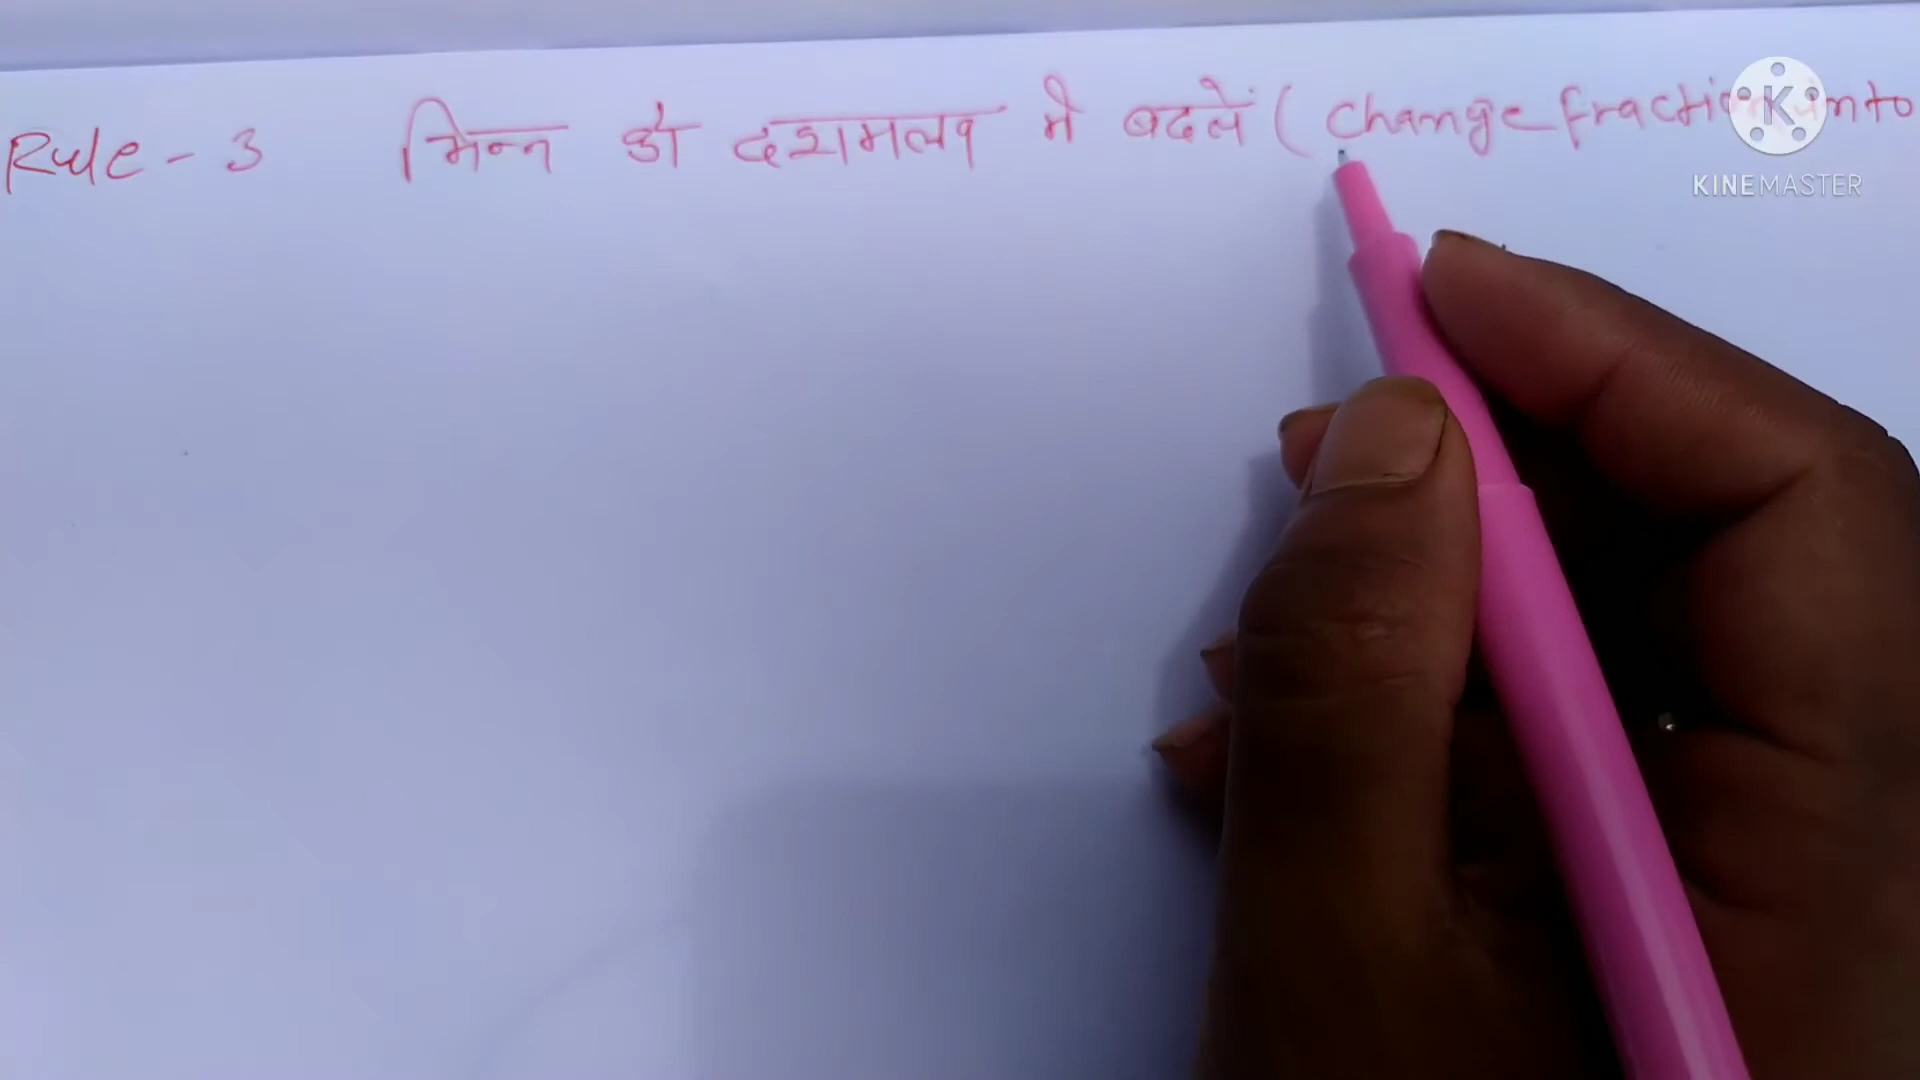 Rule - 3 भिन्न को दशमलव में बदलें ( change fraction into
KINEMASTER